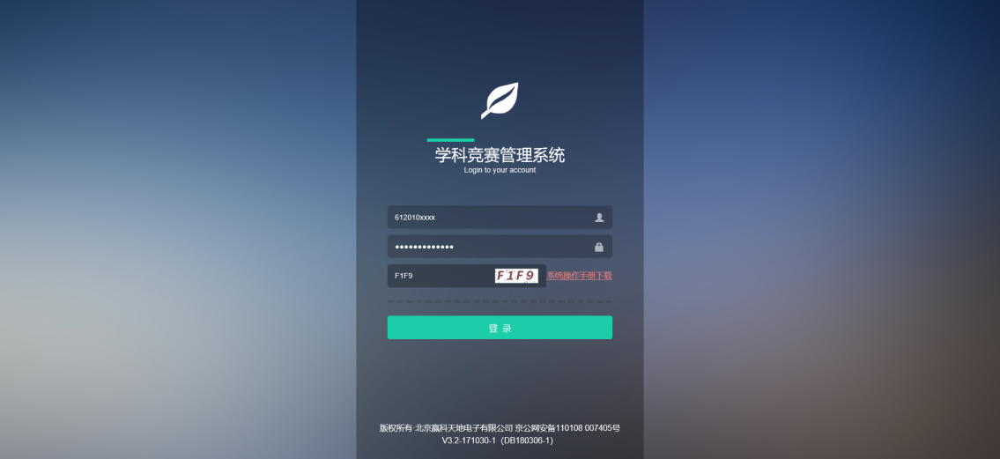 学科竞赛管理系统
Login to your account
612010xxxx
•••••••••••••
F1F9 F1F9 系统操作手册下载
登 录
版权所有·北京赢科天地电子有限公司 京公网安备110108 007405号
V3.2-171030-1（DB180306-1）